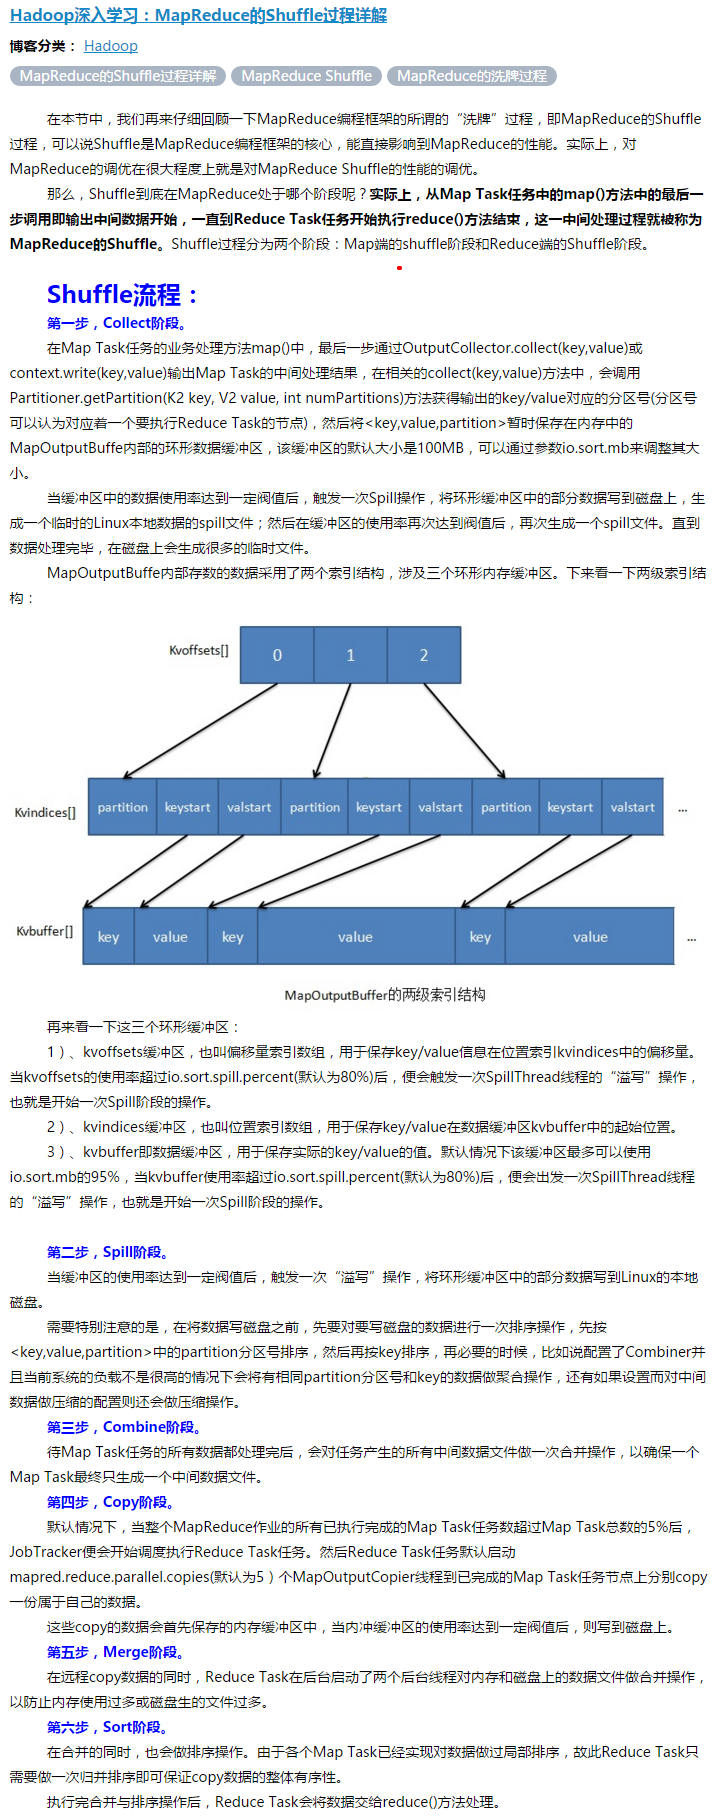 Hadoop深入学习：MapReduce的Shuffle过程详解
博客分类： Hadoop
MapReduce的Shuffle过程详解 MapReduce Shuffle MapReduce的洗牌过程
在本节中，我们再来仔细回顾一下MapReduce编程框架的所谓的“洗牌”过程，即MapReduce的Shuffle
过程，可以说Shuffle是MapReduce编程框架的核心，能直接影响到MapReduce的性能。实际上，对
MapReduce的调优在很大程度上就是对MapReduce Shuffle的性能的调优。
那么，Shuffle到底在MapReduce处于哪个阶段呢？实际上，从Map Task任务中的map()方法中的最后一
步调用即输出中间数据开始，一直到Reduce Task任务开始执行reduce()方法结束，这一中间处理过程就被称为
MapReduce的Shuffle。Shuffle过程分为两个阶段：Map端的shuffle阶段和Reduce端的Shuffle阶段。
Shuffle流程：
第一步，Collect阶段。
在Map Task任务的业务处理方法map()中，最后一步通过OutputCollector.collect(key,value)或
context.write(key,value)输出Map Task的中间处理结果，在相关的collect(key,value)方法中，会调用
Partitioner.getPartition(K2 key, V2 value, int numPartitions)方法获得输出的key/value对应的分区号(分区号
可以认为对应着一个要执行Reduce Task的节点)，然后将<key,value,partition>暂时保存在内存中的
MapOutputBuffe内部的环形数据缓冲区，该缓冲区的默认大小是100MB，可以通过参数io.sort.mb来调整其大
小。
当缓冲区中的数据使用率达到一定阀值后，触发一次Spill操作，将环形缓冲区中的部分数据写到磁盘上，生
成一个临时的Linux本地数据的spill文件；然后在缓冲区的使用率再次达到阀值后，再次生成一个spill文件。直到
数据处理完毕，在磁盘上会生成很多的临时文件。
MapOutputBuffe内部存数的数据采用了两个索引结构，涉及三个环形内存缓冲区。下来看一下两级索引结
构：
Kvoffsets[] 0 1 2
Kvindices[] partition keystart valstart partition keystart valstart partition keystart valstart ...
Kvbuffer[] key value key value key value ...
MapOutputBuffer的两级索引结构
再来看一下这三个环形缓冲区：
1）、kvoffsets缓冲区，也叫偏移量索引数组，用于保存key/value信息在位置索引kvindices中的偏移量。
当kvoffsets的使用率超过io.sort.spill.percent(默认为80%)后，便会触发一次SpillThread线程的“溢写”操作，
也就是开始一次Spill阶段的操作。
2）、kvindices缓冲区，也叫位置索引数组，用于保存key/value在数据缓冲区kvbuffer中的起始位置。
3）、kvbuffer即数据缓冲区，用于保存实际的key/value的值。默认情况下该缓冲区最多可以使用
io.sort.mb的95%，当kvbuffer使用率超过io.sort.spill.percent(默认为80%)后，便会出发一次SpillThread线程
的“溢写”操作，也就是开始一次Spill阶段的操作。
第二步，Spill阶段。
当缓冲区的使用率达到一定阀值后，触发一次“溢写”操作，将环形缓冲区中的部分数据写到Linux的本地
磁盘。
需要特别注意的是，在将数据写磁盘之前，先要对要写磁盘的数据进行一次排序操作，先按
<key,value,partition>中的partition分区号排序，然后再按key排序，再必要的时候，比如说配置了Combiner并
且当前系统的负载不是很高的情况下会将有相同partition分区号和key的数据做聚合操作，还有如果设置而对中间
数据做压缩的配置则还会做压缩操作。
第三步，Combine阶段。
待Map Task任务的所有数据都处理完后，会对任务产生的所有中间数据文件做一次合并操作，以确保一个
Map Task最终只生成一个中间数据文件。
第四步，Copy阶段。
默认情况下，当整个MapReduce作业的所有已执行完成的Map Task任务数超过Map Task总数的5%后，
JobTracker便会开始调度执行Reduce Task任务。然后Reduce Task任务默认启动
mapred.reduce.parallel.copies(默认为5）个MapOutputCopier线程到已完成的Map Task任务节点上分别copy
一份属于自己的数据。
这些copy的数据会首先保存的内存缓冲区中，当内冲缓冲区的使用率达到一定阀值后，则写到磁盘上。
第五步，Merge阶段。
在远程copy数据的同时，Reduce Task在后台启动了两个后台线程对内存和磁盘上的数据文件做合并操作，
以防止内存使用过多或磁盘生的文件过多。
第六步，Sort阶段。
在合并的同时，也会做排序操作。由于各个Map Task已经实现对数据做过局部排序，故此Reduce Task只
需要做一次归并排序即可保证copy数据的整体有序性。
执行完合并与排序操作后，Reduce Task会将数据交给reduce()方法处理。